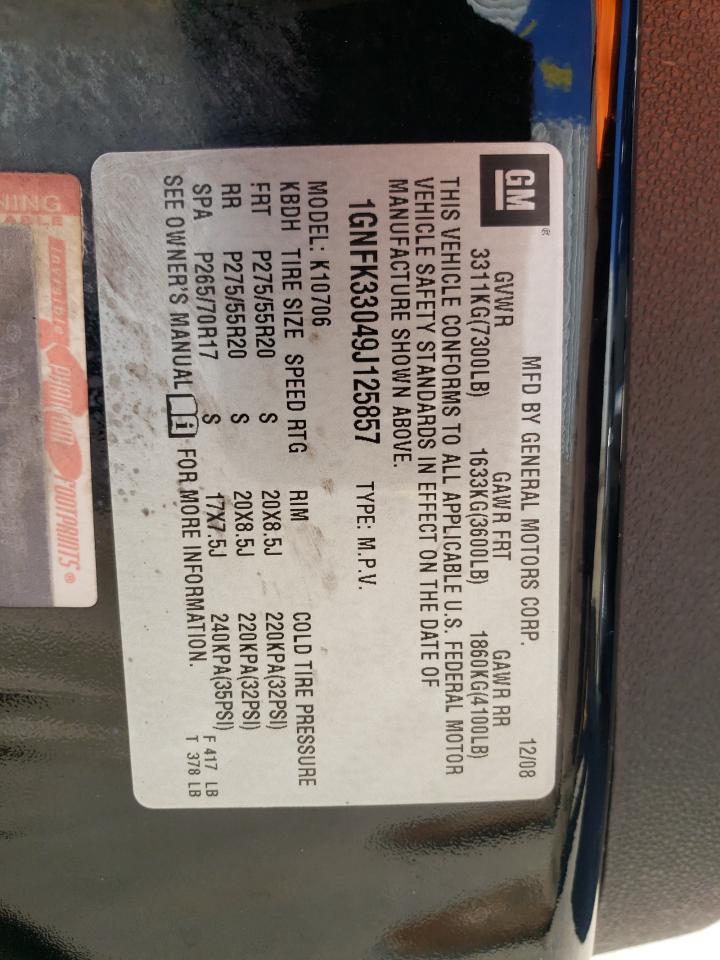 GM®
MFD BY GENERAL MOTORS CORP. 12/08
GVWR GAWR FRT GAWR RR
3311KG(7300LB) 1633KG(3600LB) 1860KG(4100LB)
THIS VEHICLE CONFORMS TO ALL APPLICABLE U.S. FEDERAL MOTOR
VEHICLE SAFETY STANDARDS IN EFFECT ON THE DATE OF
MANUFACTURE SHOWN ABOVE.
1GNFK33049J125857 TYPE: M.P.V.
MODEL: K10706
KBDH TIRE SIZE SPEED RTG RIM COLD TIRE PRESSURE
FRT P275/55R20 S 20X8.5J 220KPA(32PSI)
RR P275/55R20 S 20X8.5J 220KPA(32PSI)
SPA P265/70R17 S 17X7.5J 240KPA(35PSI)
SEE OWNER'S MANUAL FOR MORE INFORMATION.
F 417 LB
T 378 LB
Invisible
PHANTOM FOOTPRINTS®